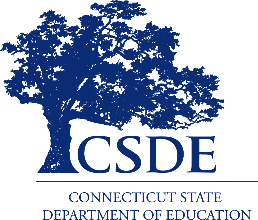 CSDE
CONNECTICUT STATE
DEPARTMENT OF EDUCATION